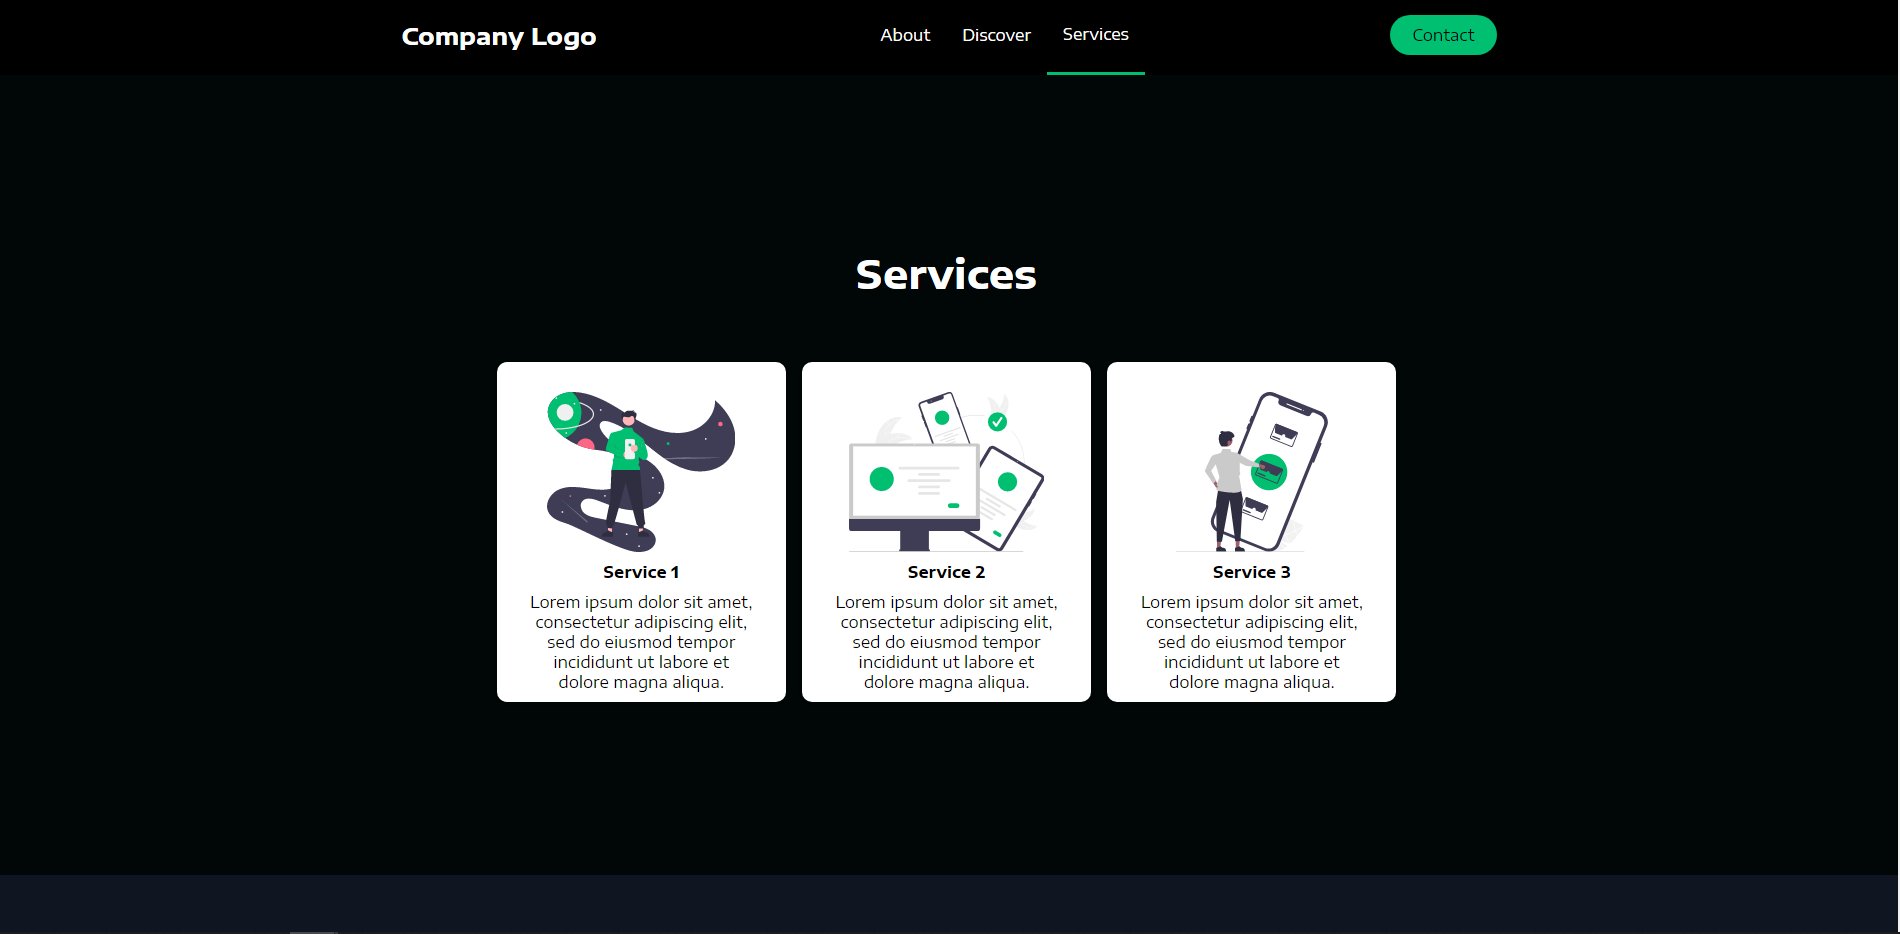 Company Logo
About
Discover
Services
Contact
Services
Service 1
Lorem ipsum dolor sit amet,
consectetur adipiscing elit,
sed do eiusmod tempor
incididunt ut labore et
dolore magna aliqua.
Service 2
Lorem ipsum dolor sit amet,
consectetur adipiscing elit,
sed do eiusmod tempor
incididunt ut labore et
dolore magna aliqua.
Service 3
Lorem ipsum dolor sit amet,
consectetur adipiscing elit,
sed do eiusmod tempor
incididunt ut labore et
dolore magna aliqua.